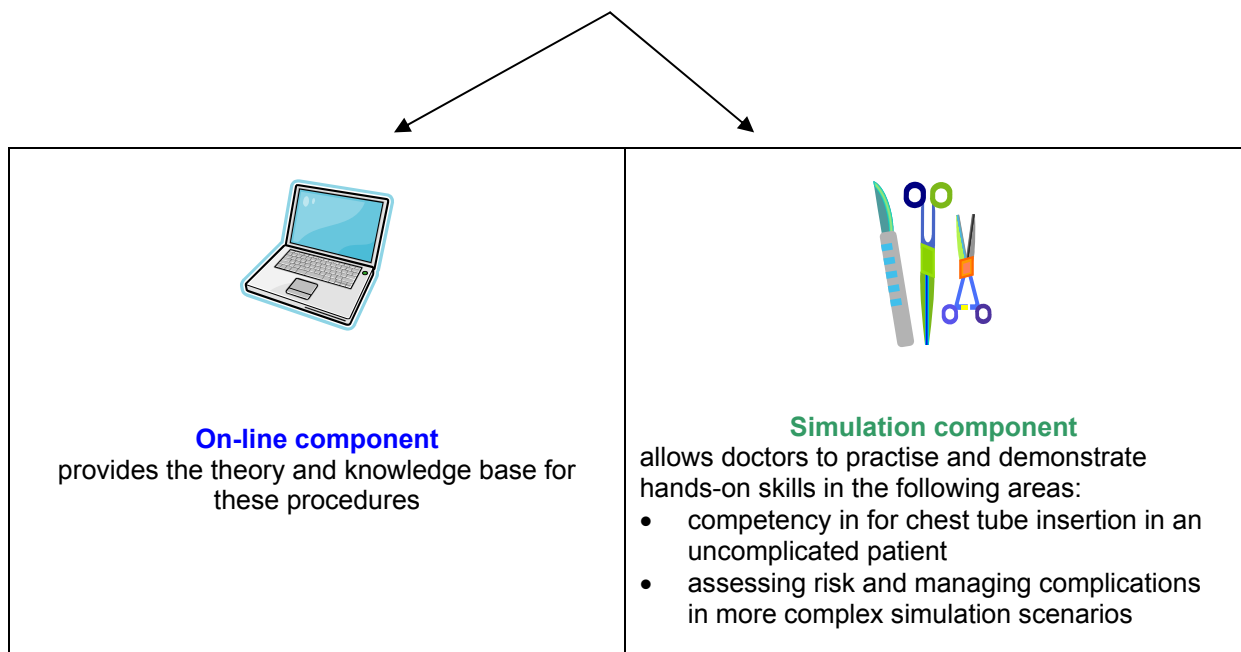 On-line component
provides the theory and knowledge base for
these procedures
Simulation component
allows doctors to practise and demonstrate
hands-on skills in the following areas:
• competency in for chest tube insertion in an
uncomplicated patient
• assessing risk and managing complications
in more complex simulation scenarios